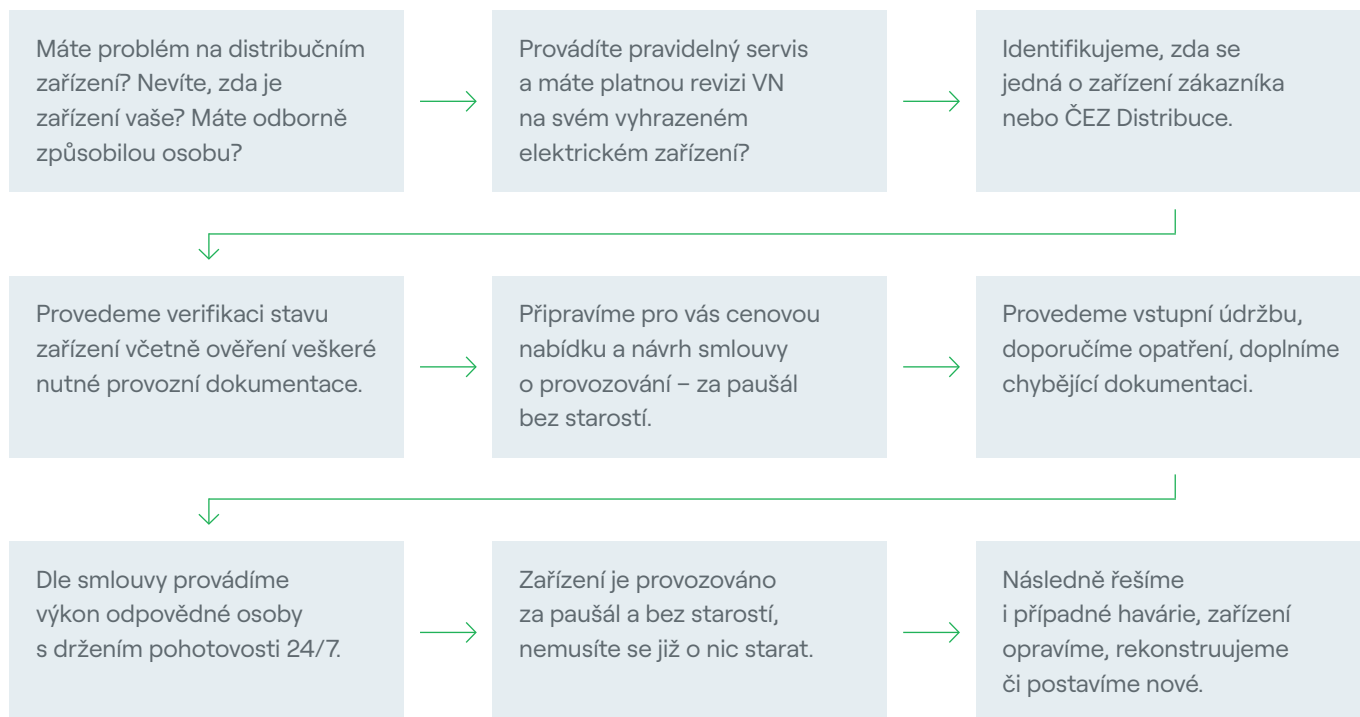 Máte problém na distribučním
zařízení? Nevíte, zda je
zařízení vaše? Máte odborně
způsobilou osobu?
Provádíte pravidelný servis
a máte platnou revizi VN
na svém vyhrazeném
elektrickém zařízení?
Identifikujeme, zda se
jedná o zařízení zákazníka
nebo ČEZ Distribuce.
Provedeme verifikaci stavu
zařízení včetně ověření veškeré
nutné provozní dokumentace.
Připravíme pro vás cenovou
nabídku a návrh smlouvy
o provozování – za paušál
bez starostí.
Provedeme vstupní údržbu,
doporučíme opatření, doplníme
chybějící dokumentaci.
Dle smlouvy provádíme
výkon odpovědné osoby
s držením pohotovosti 24/7.
Zařízení je provozováno
za paušál a bez starostí,
nemusíte se již o nic starat.
Následně řešíme
i případné havárie, zařízení
opravíme, rekonstruujeme
či postavíme nové.